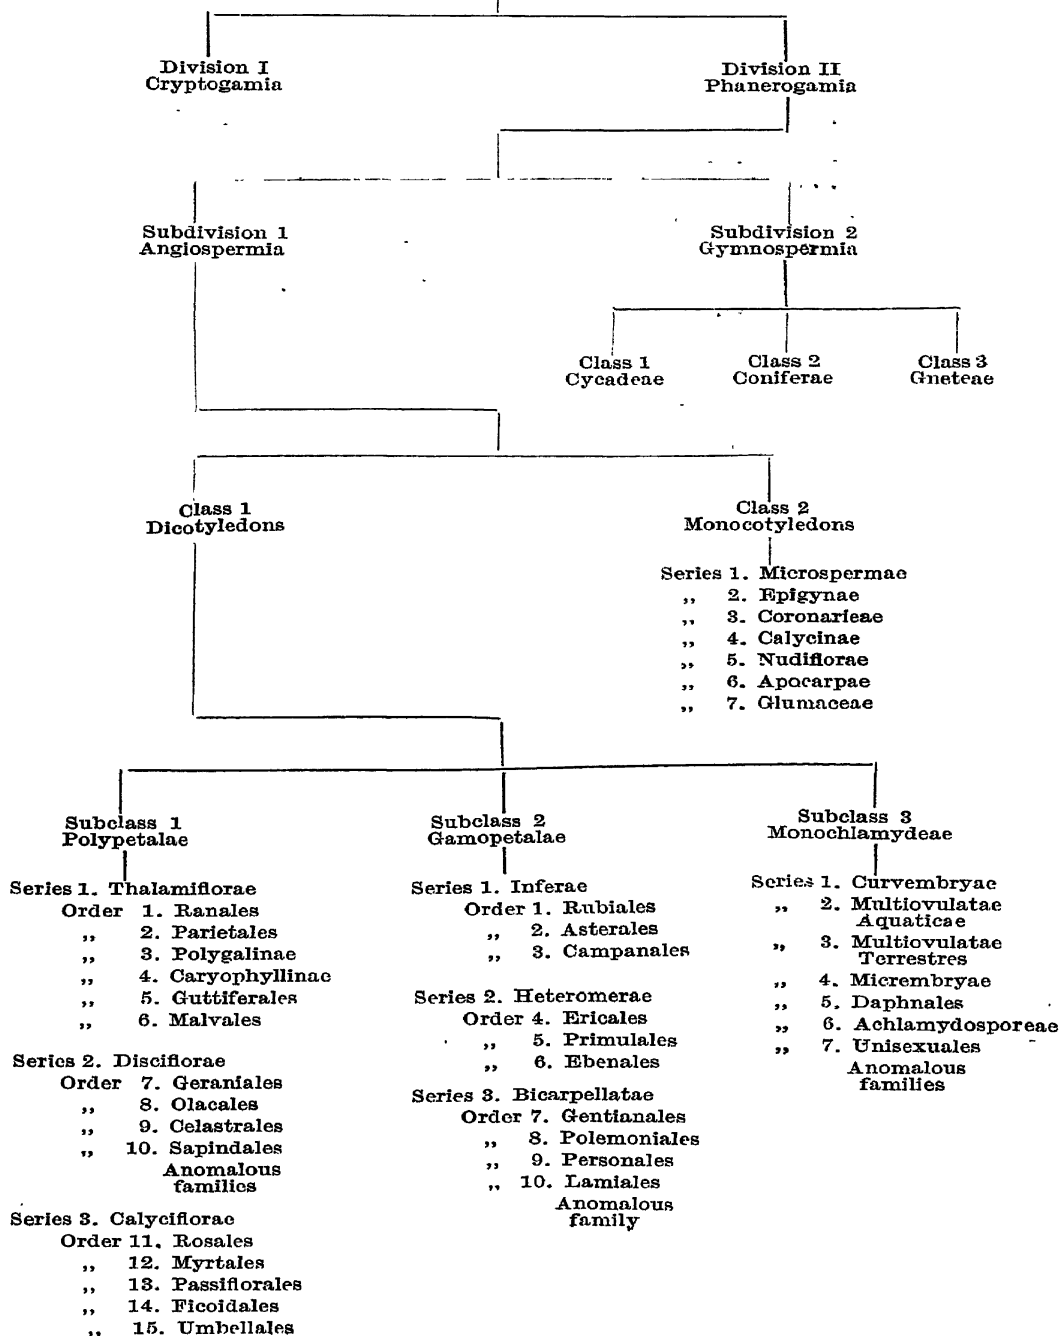 Division I
Cryptogamia
Division II
Phanerogamia
Subdivision 1
Angiospermia
Subdivision 2
Gymnospermia
Class 1
Cycadeae
Class 2
Coniferae
Class 3
Gneteae
Class 1
Dicotyledons
Class 2
Monocotyledons
Series 1. Microspermae
,, 2. Epigynae
,, 3. Coronarieae
,, 4. Calycinae
,, 5. Nudiflorae
,, 6. Apocarpae
,, 7. Glumaceae
Subclass 1
Polypetalae
Series 1. Thalamiflorae
Order 1. Ranales
,, 2. Parietales
,, 3. Polygalinae
,, 4. Caryophyllinae
,, 5. Guttiferales
,, 6. Malvales
Series 2. Disciflorae
Order 7. Geraniales
,, 8. Olacales
,, 9. Celastrales
,, 10. Sapindales
Anomalous
families
Series 3. Calyciflorae
Order 11. Rosales
,, 12. Myrtales
,, 13. Passiflorales
,, 14. Ficoidales
,, 15. Umbellales
Subclass 2
Gamopetalae
Series 1. Inferae
Order 1. Rubiales
,, 2. Asterales
,, 3. Campanales
Series 2. Heteromerae
Order 4. Ericales
,, 5. Primulales
,, 6. Ebenales
Series 3. Bicarpellatae
Order 7. Gentianales
,, 8. Polemoniales
,, 9. Personales
,, 10. Lamiales
Anomalous
family
Subclass 3
Monochlamydeae
Series 1. Curvembryae
,, 2. Multiovulatae
Aquaticae
,, 3. Multiovulatae
Terrestres
,, 4. Micrembryae
,, 5. Daphnales
,, 6. Achlamydosporeae
,, 7. Unisexuales
Anomalous
families